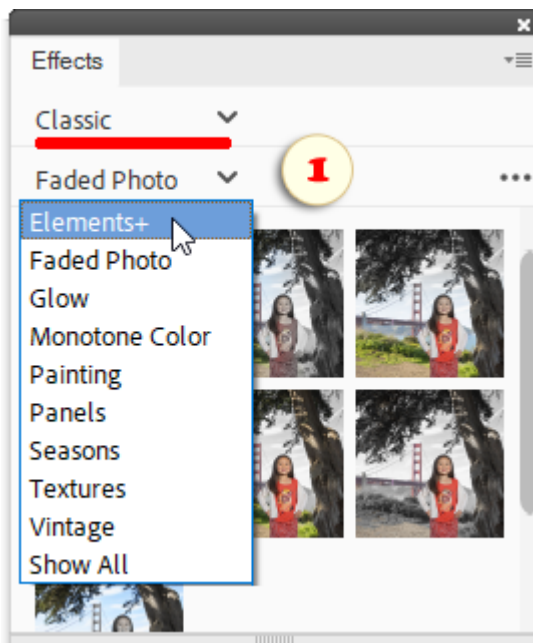 Effects
Classic
Faded Photo
1
Elements+
Faded Photo
Glow
Monotone Color
Painting
Panels
Seasons
Textures
Vintage
Show All